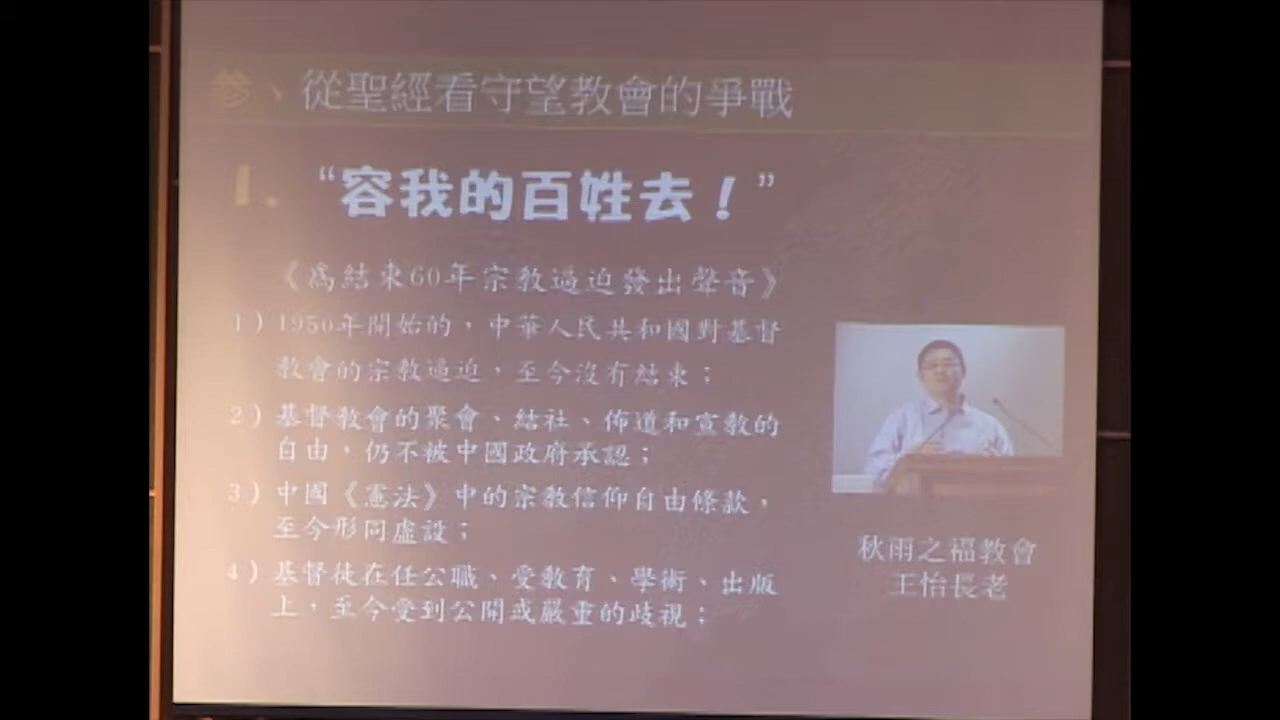 參、從聖經看守望教會的爭戰
1. “容我的百姓去！”
《為結束60年宗教逼迫發出聲音》
1）1950年開始的，中華人民共和國對基督
教會的宗教逼迫，至今沒有結束；
2）基督教會的聚會、結社、佈道和宣教的
自由，仍不被中國政府承認；
3）中國《憲法》中的宗教信仰自由條款，
至今形同虛設；
4）基督徒在任公職、受教育、學術、出版
上，至今受到公開或嚴重的歧視；
秋雨之福教會
王怡長老